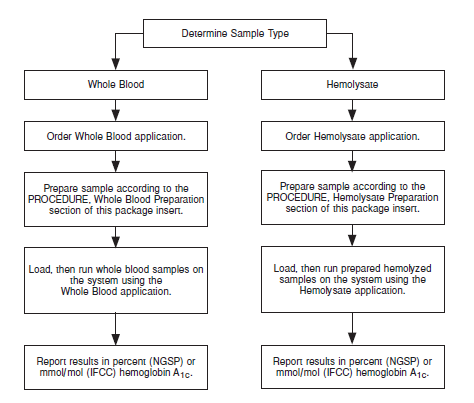 Determine Sample Type
Whole Blood
Order Whole Blood application.
Prepare sample according to the
PROCEDURE, Whole Blood Preparation
section of this package insert.
Load, then run whole blood samples on
the system using the
Whole Blood application.
Report results in percent (NGSP) or
mmol/mol (IFCC) hemoglobin A1c.
Hemolysate
Order Hemolysate application.
Prepare sample according to the
PROCEDURE, Hemolysate Preparation
section of this package insert.
Load, then run prepared hemolyzed
samples on the system using the
Hemolysate application.
Report results in percent (NGSP) or
mmol/mol (IFCC) hemoglobin A1c.